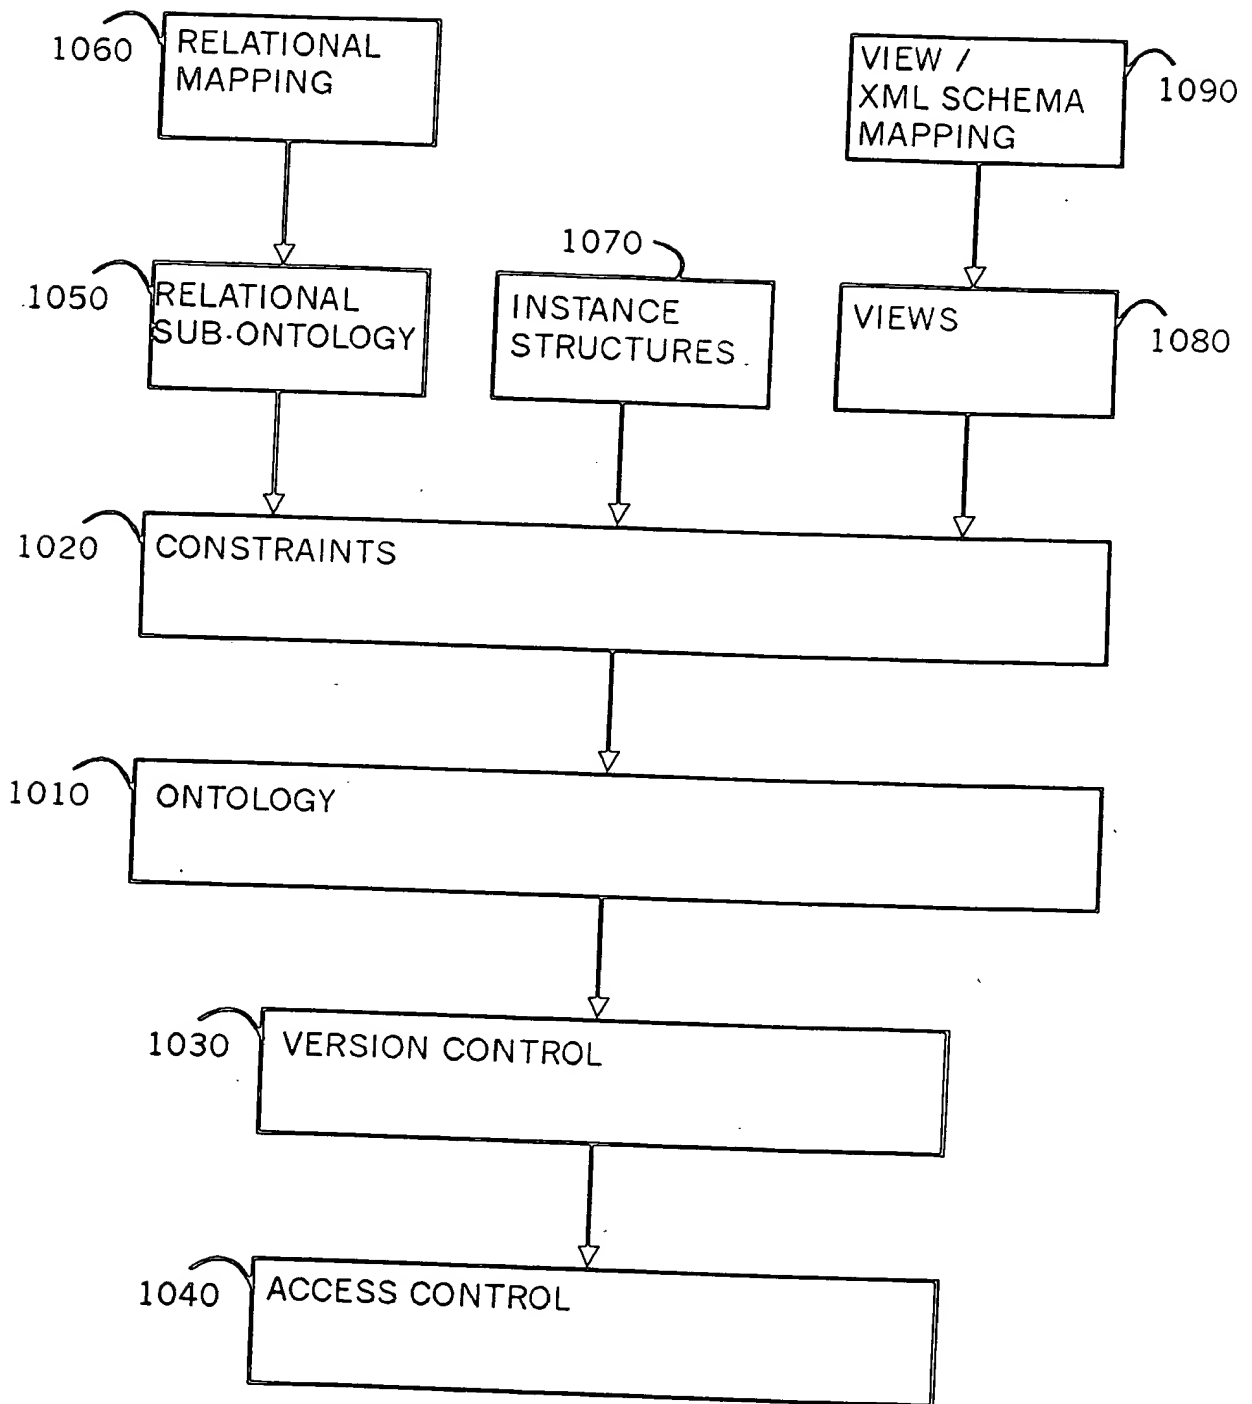 1060
RELATIONAL
MAPPING
VIEW /
XML SCHEMA
MAPPING
1090
1050
RELATIONAL
SUB-ONTOLOGY
1070
INSTANCE
STRUCTURES
VIEWS
1080
1020
CONSTRAINTS
1010
ONTOLOGY
1030
VERSION CONTROL
1040
ACCESS CONTROL